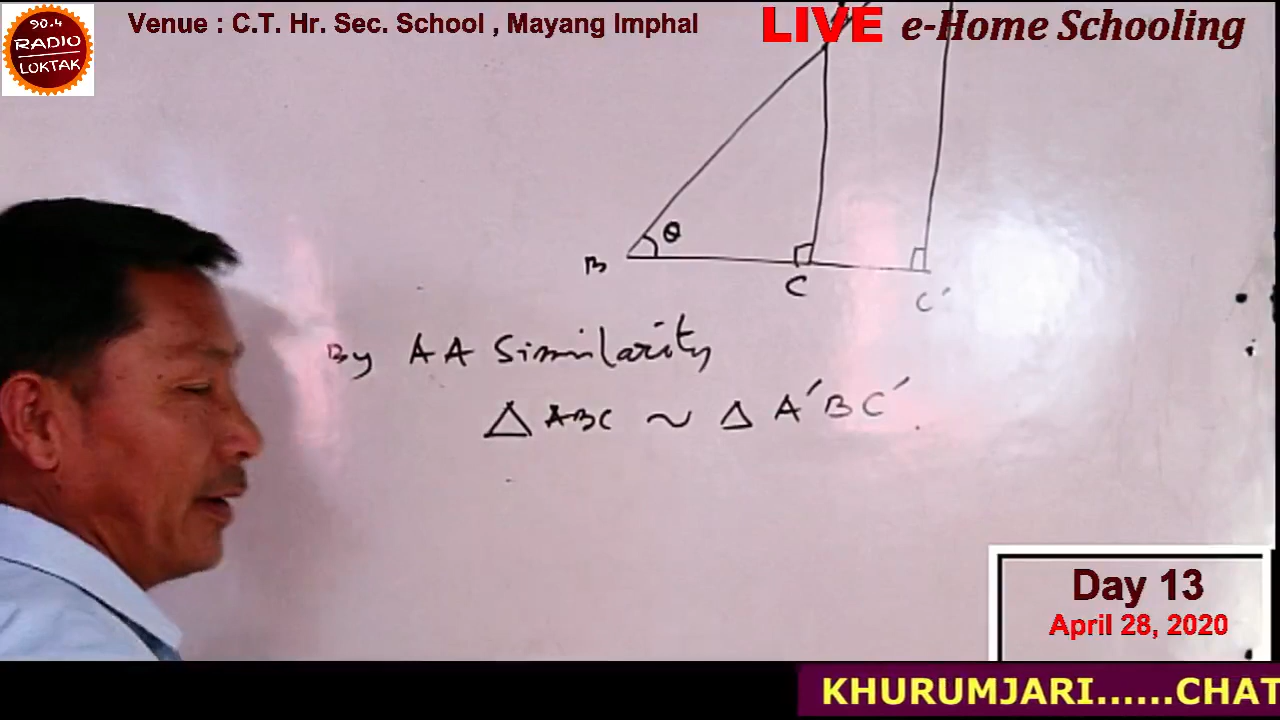 90.4
RADIO
LOKTAK
Venue : C.T. Hr. Sec. School , Mayang Imphal
LIVE e-Home Schooling
θ
B
C
C′
By AA Similarity
△ ABC ~ △ A′BC′
Day 13
April 28, 2020
KHURUMJARI......CHAT